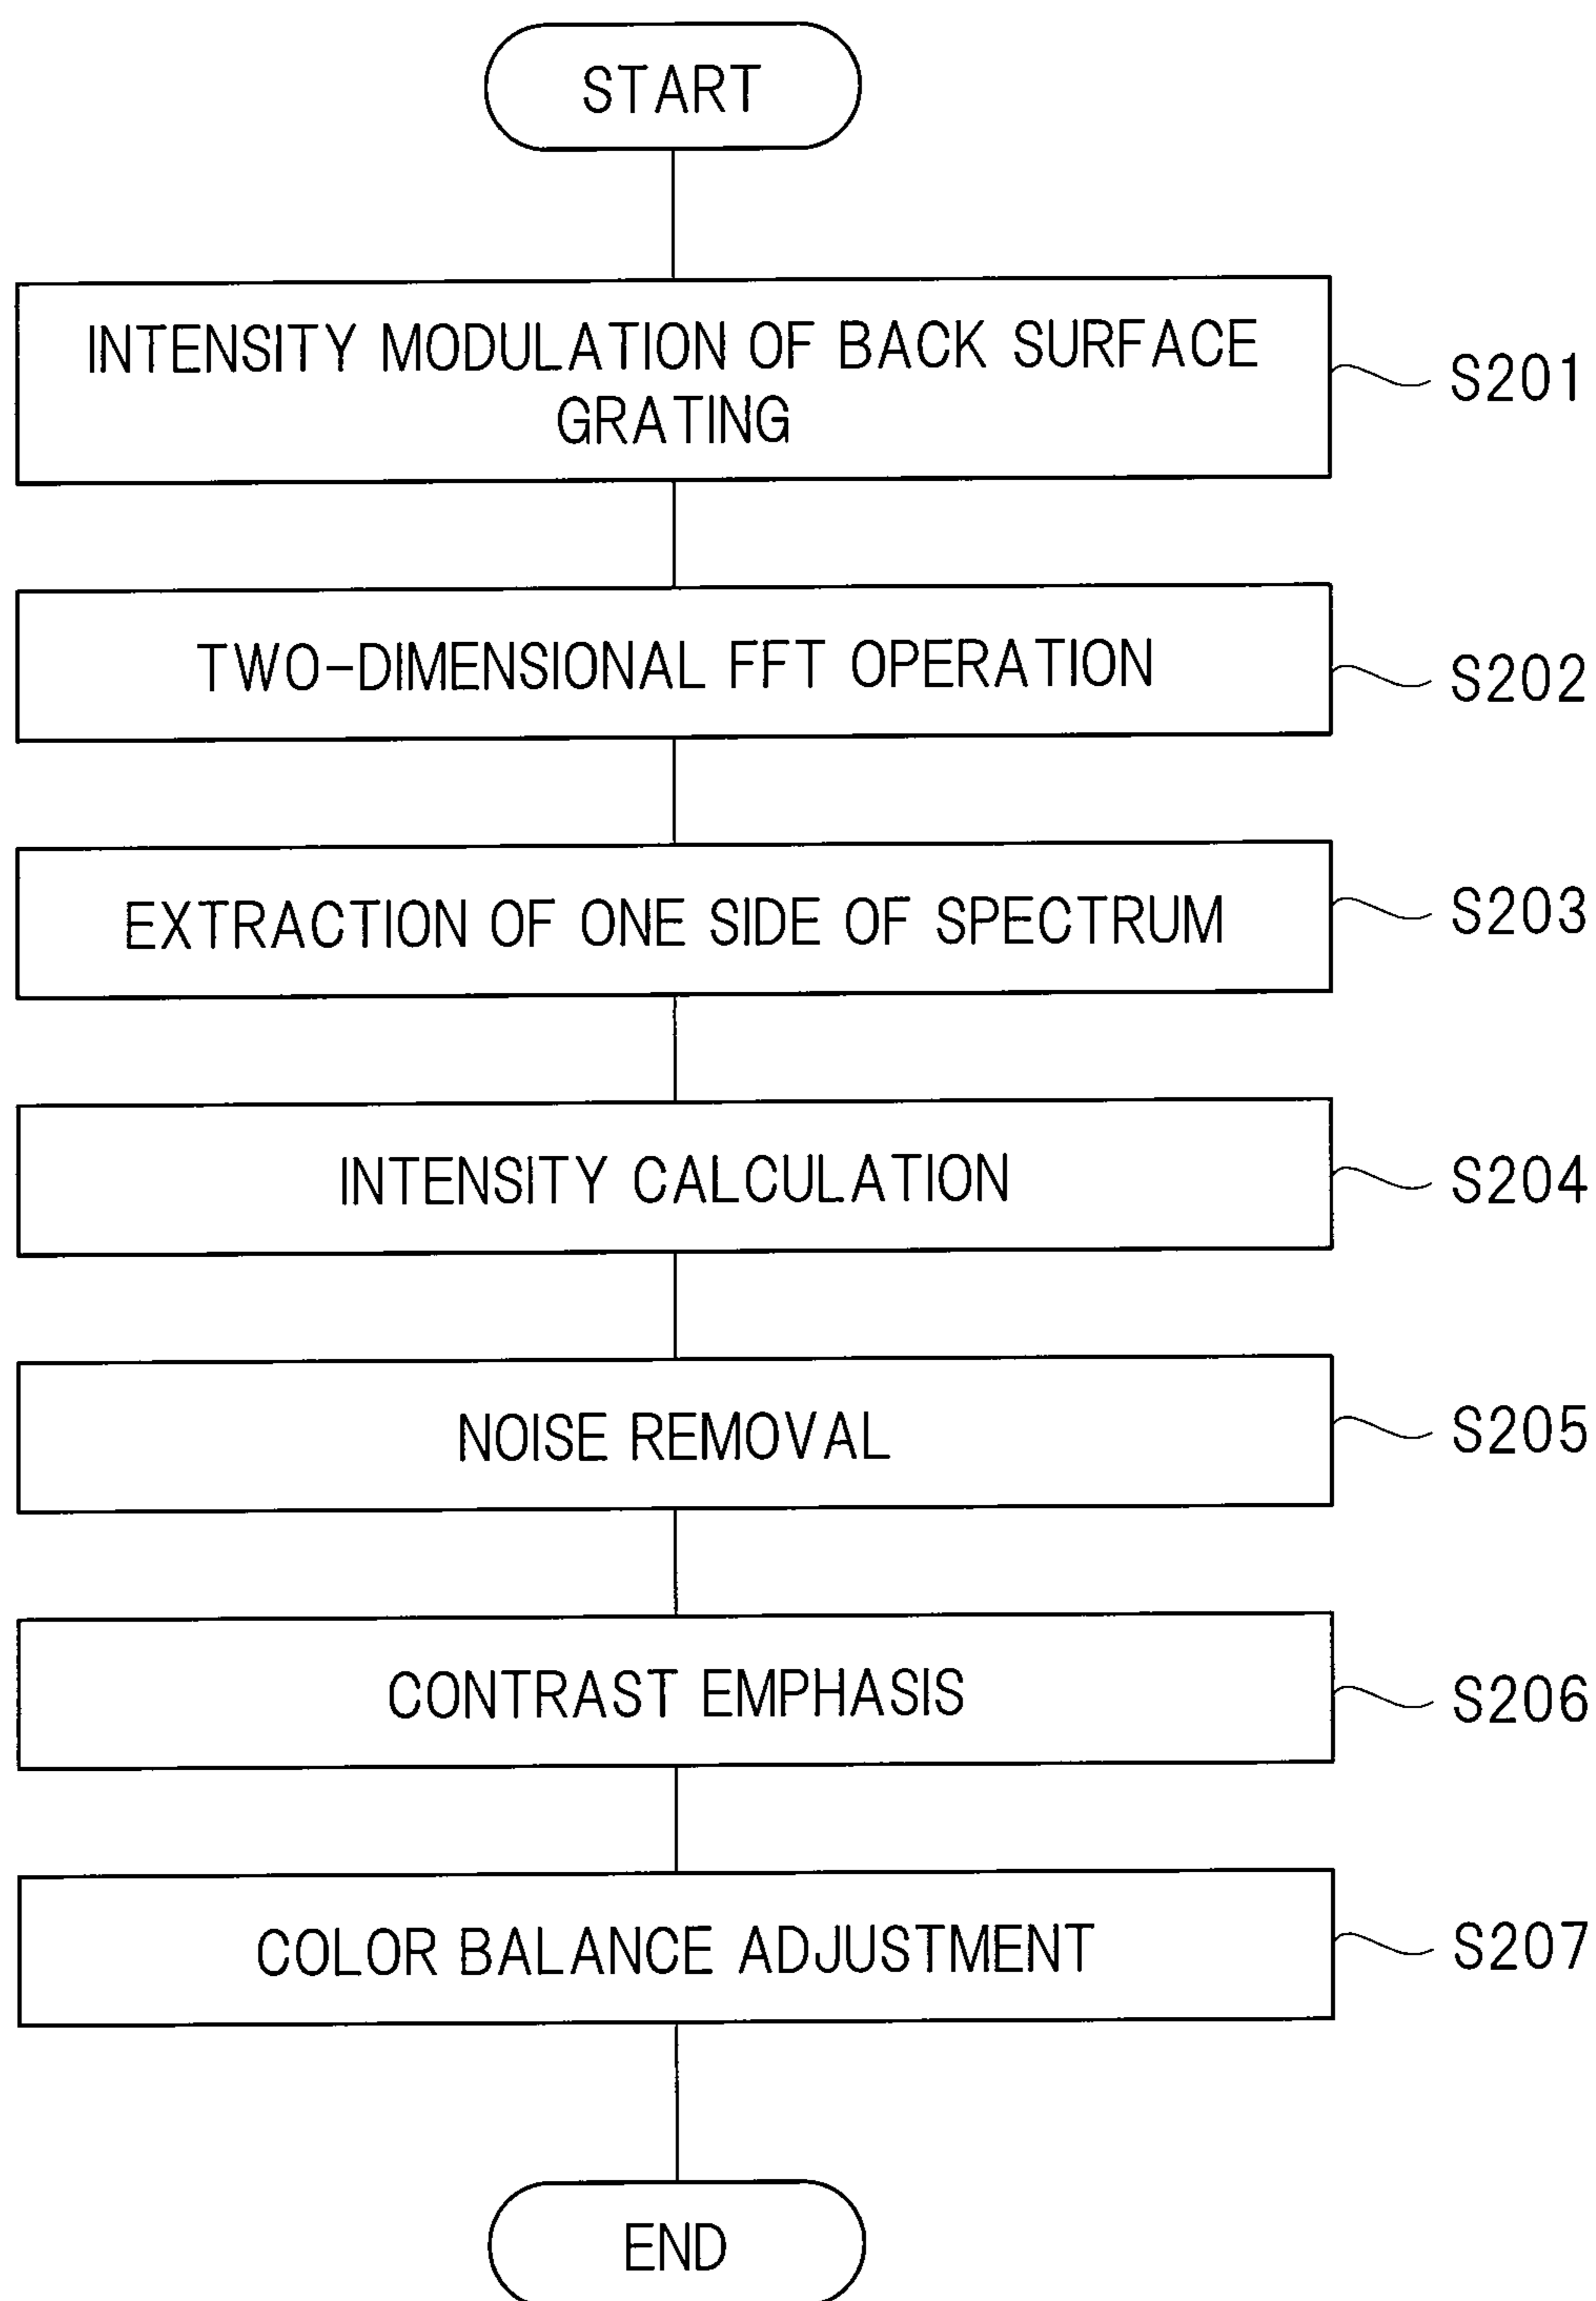 START
INTENSITY MODULATION OF BACK SURFACE
GRATING
S201
TWO-DIMENSIONAL FFT OPERATION
S202
EXTRACTION OF ONE SIDE OF SPECTRUM
S203
INTENSITY CALCULATION
S204
NOISE REMOVAL
S205
CONTRAST EMPHASIS
S206
COLOR BALANCE ADJUSTMENT
S207
END